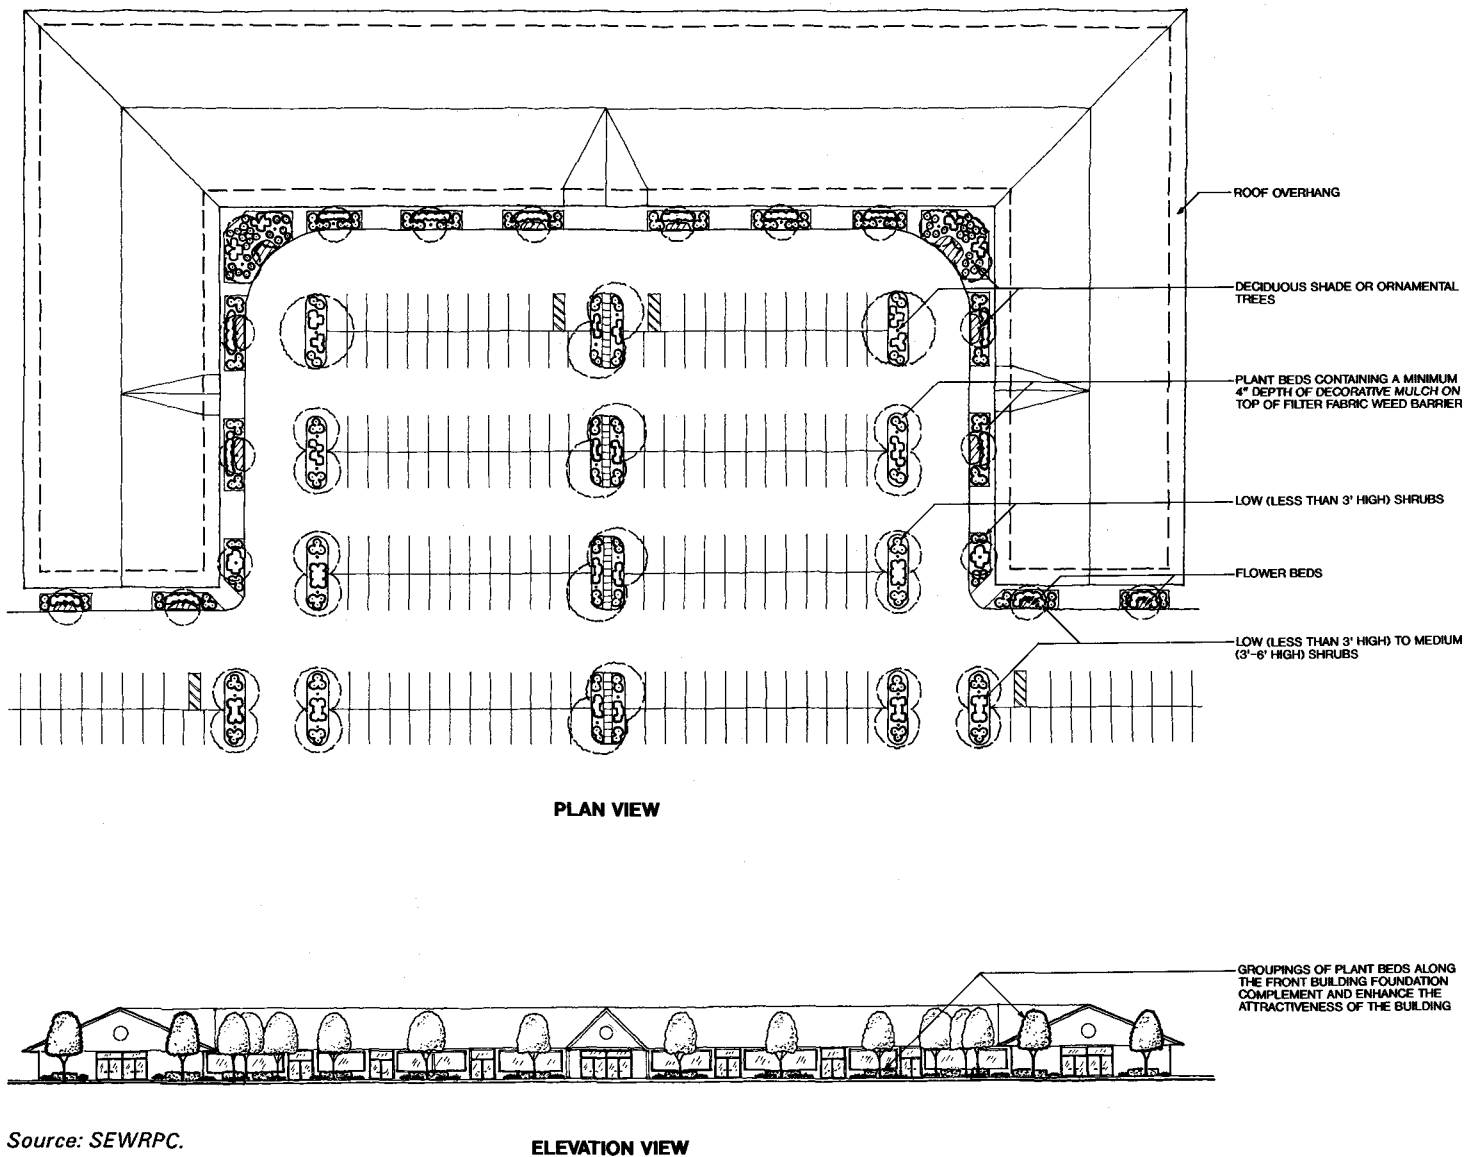 ROOF OVERHANG
DECIDUOUS SHADE OR ORNAMENTAL
TREES
PLANT BEDS CONTAINING A MINIMUM
4" DEPTH OF DECORATIVE MULCH ON
TOP OF FILTER FABRIC WEED BARRIER
LOW (LESS THAN 3' HIGH) SHRUBS
FLOWER BEDS
LOW (LESS THAN 3' HIGH) TO MEDIUM
(3'-6' HIGH) SHRUBS
PLAN VIEW
GROUPINGS OF PLANT BEDS ALONG
THE FRONT BUILDING FOUNDATION
COMPLEMENT AND ENHANCE THE
ATTRACTIVENESS OF THE BUILDING
Source: SEWRPC.
ELEVATION VIEW